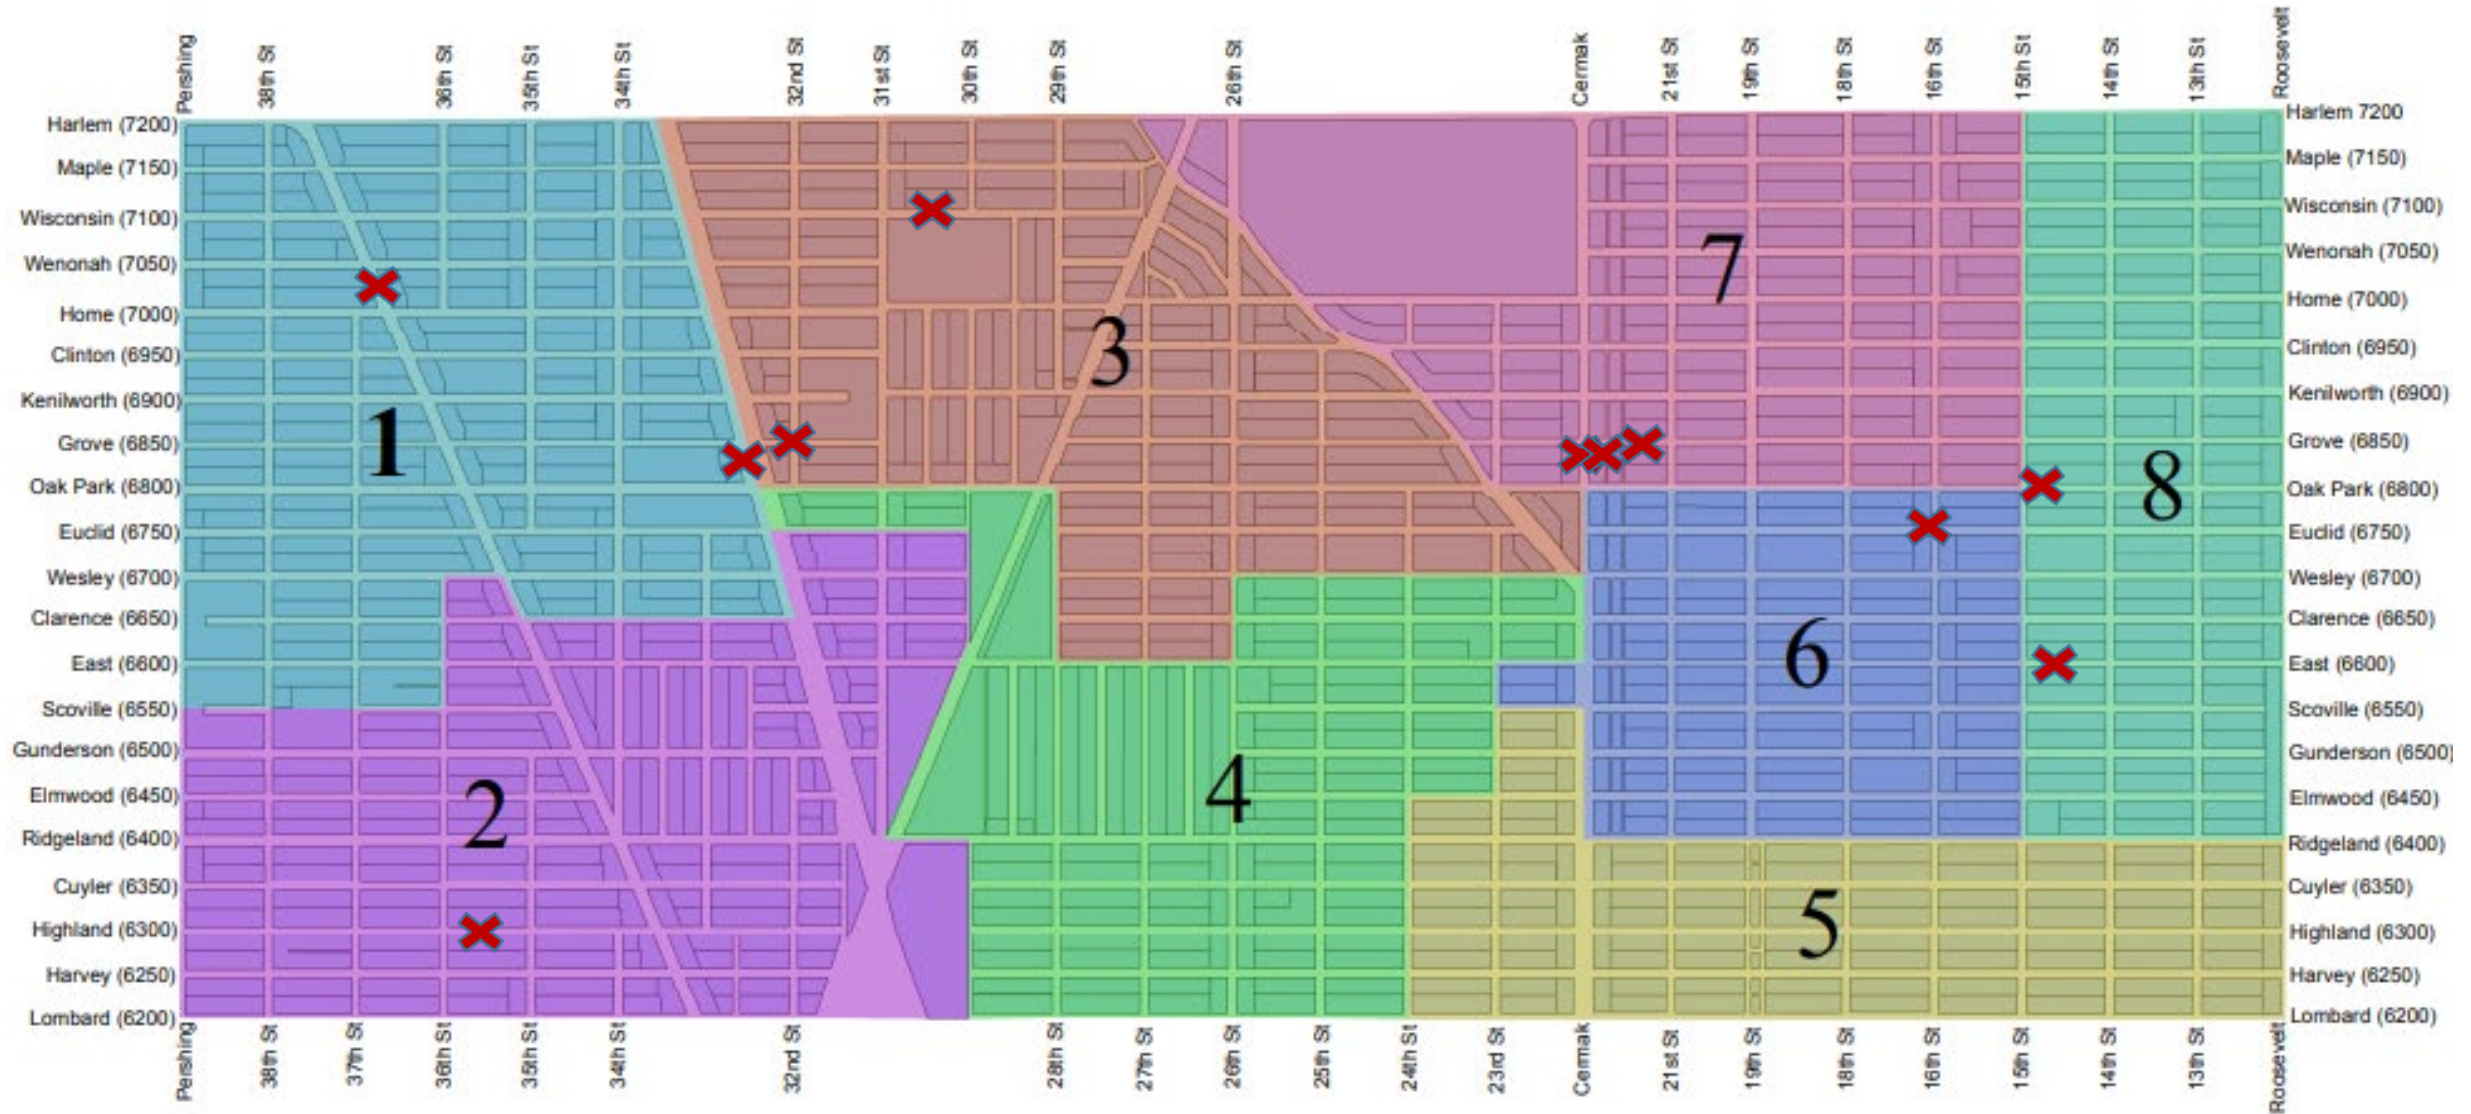 Pershing
38th St
36th St
35th St
34th St
32nd St
31st St
30th St
29th St
26th St
Cermak
21st St
19th St
18th St
16th St
15th St
14th St
13th St
Roosevelt
Harlem (7200)
Maple (7150)
Wisconsin (7100)
Wenonah (7050)
Home (7000)
Clinton (6950)
Kenilworth (6900)
Grove (6850)
Oak Park (6800)
Euclid (6750)
Wesley (6700)
Clarence (6650)
East (6600)
Scoville (6550)
Gunderson (6500)
Elmwood (6450)
Ridgeland (6400)
Cuyler (6350)
Highland (6300)
Harvey (6250)
Lombard (6200)
1
2
3
4
5
6
7
8
Harlem 7200
Maple (7150)
Wisconsin (7100)
Wenonah (7050)
Home (7000)
Clinton (6950)
Kenilworth (6900)
Grove (6850)
Oak Park (6800)
Euclid (6750)
Wesley (6700)
Clarence (6650)
East (6600)
Scoville (6550)
Gunderson (6500)
Elmwood (6450)
Ridgeland (6400)
Cuyler (6350)
Highland (6300)
Harvey (6250)
Lombard (6200)
Pershing
38th St
37th St
36th St
35th St
34th St
32nd St
28th St
27th St
26th St
25th St
24th St
23rd St
Cermak
21st St
19th St
18th St
16th St
15th St
14th St
13th St
Roosevelt